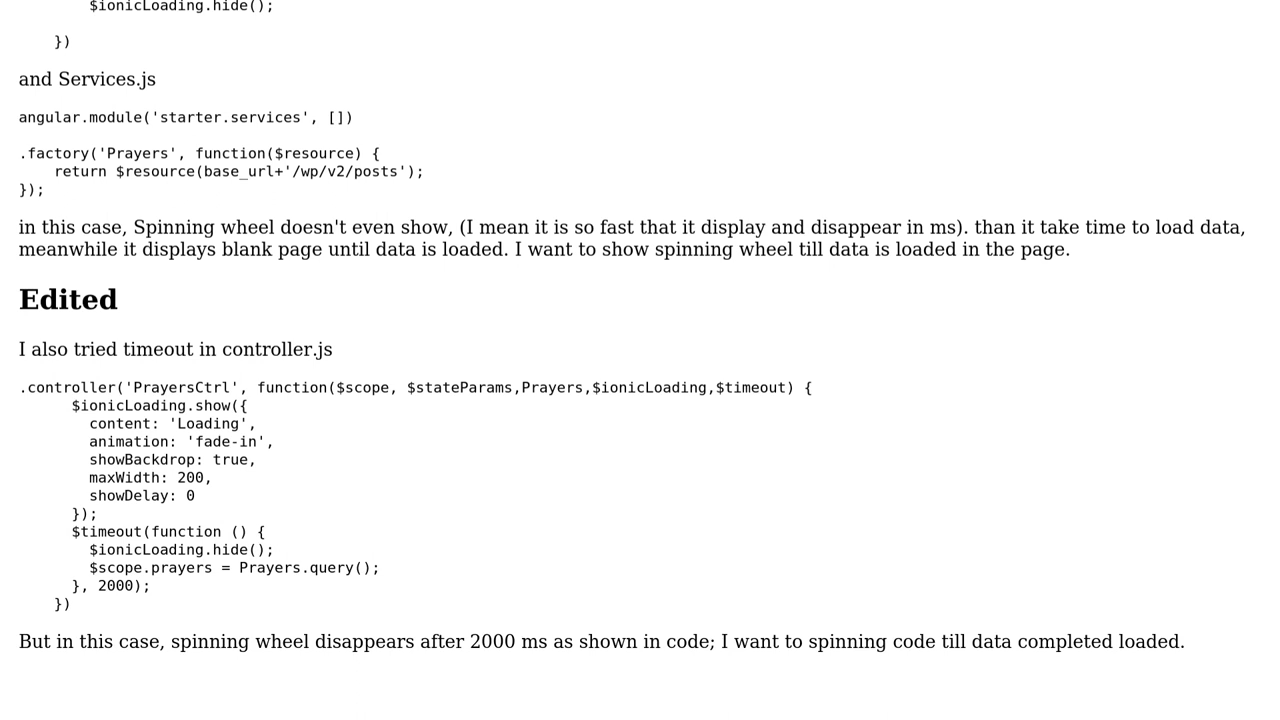 $ionicLoading.hide();
})
and Services.js
angular.module('starter.services', [])
.factory('Prayers', function($resource) {
return $resource(base_url+'/wp/v2/posts');
});
in this case, Spinning wheel doesn't even show, (I mean it is so fast that it display and disappear in ms). than it take time to load data,
meanwhile it displays blank page until data is loaded. I want to show spinning wheel till data is loaded in the page.
Edited
I also tried timeout in controller.js
.controller('PrayersCtrl', function($scope, $stateParams,Prayers,$ionicLoading,$timeout) {
$ionicLoading.show({
content: 'Loading',
animation: 'fade-in',
showBackdrop: true,
maxWidth: 200,
showDelay: 0
});
$timeout(function () {
$ionicLoading.hide();
$scope.prayers = Prayers.query();
}, 2000);
})
But in this case, spinning wheel disappears after 2000 ms as shown in code; I want to spinning code till data completed loaded.